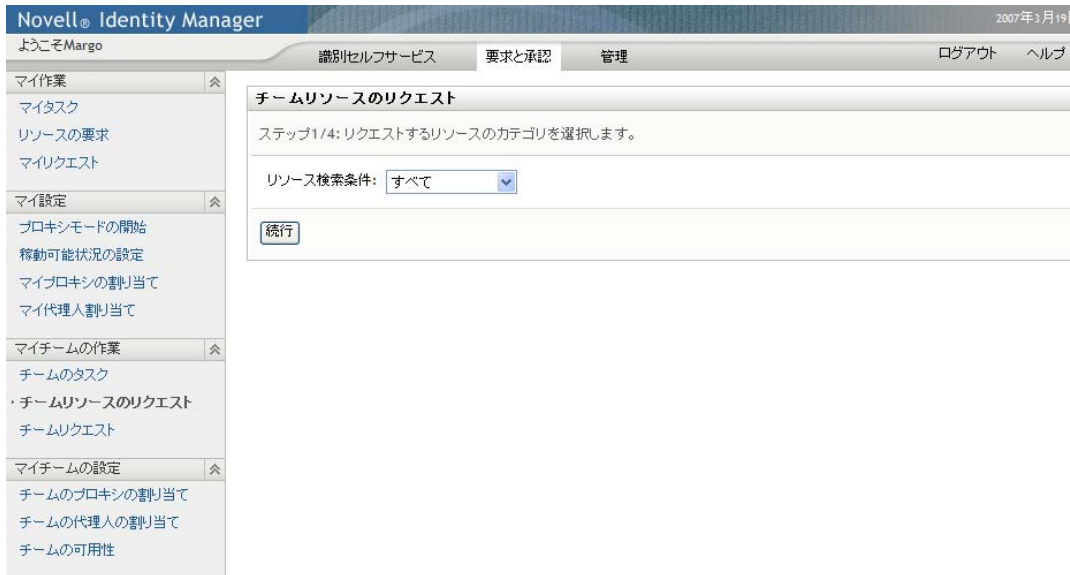 Novell® Identity Manager
2007年3月19
ようこそMargo
識別セルフサービス 要求と承認 管理 ログアウト ヘルプ
マイ作業
マイタスク
リソースの要求
マイリクエスト
マイ設定
プロキシモードの開始
稼動可能状況の設定
マイプロキシの割り当て
マイ代理人割り当て
マイチームの作業
チームのタスク
チームリソースのリクエスト
チームリクエスト
マイチームの設定
チームのプロキシの割り当て
チームの代理人の割り当て
チームの可用性
チームリソースのリクエスト
ステップ1/4: リクエストするリソースのカテゴリを選択します。
リソース検索条件: すべて
続行